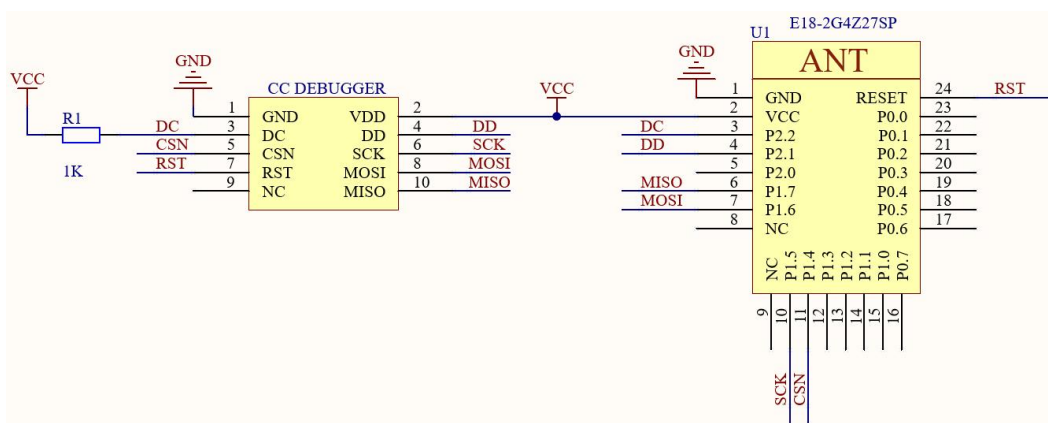 E18-2G4Z27SP
U1
ANT
GND
GND
VCC
CC DEBUGGER
VCC
R1
1K
DC
CSN
RST
1 GND VDD 2
3 DC DD 4
5 CSN SCK 6
7 RST MOSI 8
9 NC MISO 10
DD
SCK
MOSI
MISO
DC
DD
MISO
MOSI
1 GND RESET 24
2 VCC P0.0 23
3 P2.2 P0.1 22
4 P2.1 P0.2 21
5 P2.0 P0.3 20
6 P1.7 P0.4 19
7 P1.6 P0.5 18
8 NC P0.6 17
RST
NC P1.5 P1.4 P1.3 P1.2 P1.1 P1.0 P0.7
9 10 11 12 13 14 15 16
SCK CSN